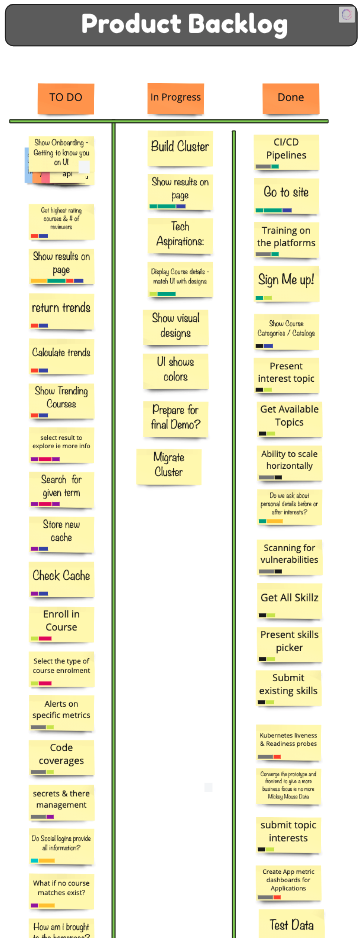 Product Backlog
TO DO
Show Onboarding -
Getting to know you
on UI
api
Get highest rating
courses & # of
reviewers
Show results on
page
return trends
Calculate trends
Show Trending
Courses
select result to
explore ie more info
Search for
given term
Store new
cache
Check Cache
Enroll in
Course
Select the type of
course enrolment
Alerts on
specific metrics
Code
coverages
secrets & there
management
Do Social logins provide
all information?
What if no course
matches exist?
How am I brought
In Progress
Build Cluster
Show results on
page
Tech
Aspirations:
Display Course details -
match UI with designs
Show visual
designs
UI shows
colors
Prepare for
final Demo?
Migrate
Cluster
Done
CI/CD
Pipelines
Go to site
Training on
the platforms
Sign Me up!
Show Course
Categories / Catalogs
Present
interest topic
Get Available
Topics
Ability to scale
horizontally
Do we ask about
personal details before or
after interests?
Scanning for
vulnerabilities
Get All Skillz
Present skills
picker
Submit
existing skills
Kubernetes liveness
& Readiness probes
Converge the prototype and
frontend to give a more
business focus ie no more
Mickey Mouse Data
submit topic
interests
Create App metric
dashboards for
Applications
Test Data